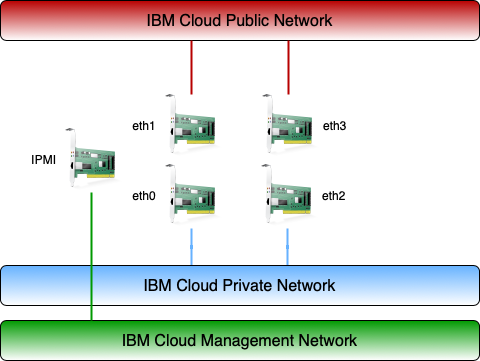 IBM Cloud Public Network
eth1
eth3
IPMI
eth0
eth2
IBM Cloud Private Network
IBM Cloud Management Network